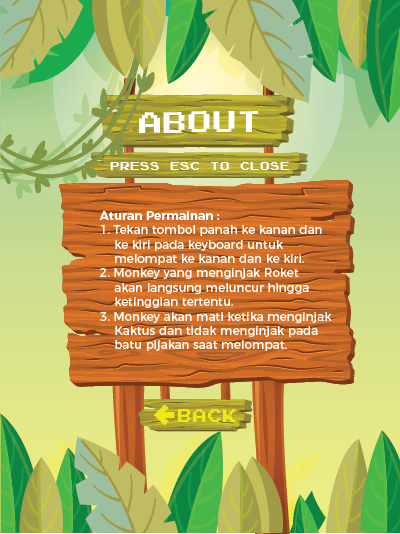 ABOUT
PRESS ESC TO CLOSE
Aturan Permainan :
1. Tekan tombol panah ke kanan dan
ke kiri pada keyboard untuk
melompat ke kanan dan ke kiri.
2. Monkey yang menginjak Roket
akan langsung meluncur hingga
ketinggian tertentu.
3. Monkey akan mati ketika menginjak
Kaktus dan tidak menginjak pada
batu pijakan saat melompat.
BACK